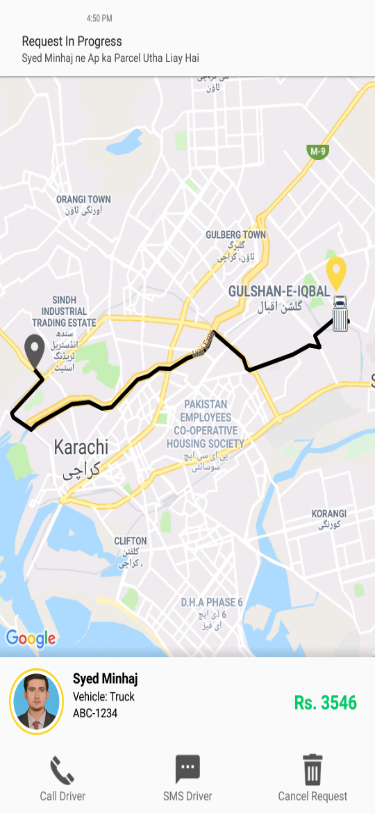 4:50 PM
Request In Progress
Syed Minhaj ne Ap ka Parcel Utha Liay Hai
ٹاؤن
M-9
ORANGI TOWN
اورنگی ٹاؤن
GULBERG TOWN
گلبرگ
ٹاؤن، کراچی
GULSHAN-E-IQBAL
گلشن اقبال
SINDH
INDUSTRIAL
TRADING ESTATE
سندھ
انڈسٹریل
ٹریڈنگ
اسٹیٹ
PAKISTAN
EMPLOYEES
CO-OPERATIVE
HOUSING SOCIETY
پی ای سی ایچ
سوسائٹی
Karachi
کراچی
KORANGI
کورنگی
CLIFTON
کلفٹن
، کراچی
D.H.A PHASE 6
ڈی ایچ اے 6
فیز
Google
Syed Minhaj
Vehicle: Truck
ABC-1234
Rs. 3546
Call Driver
SMS Driver
Cancel Request